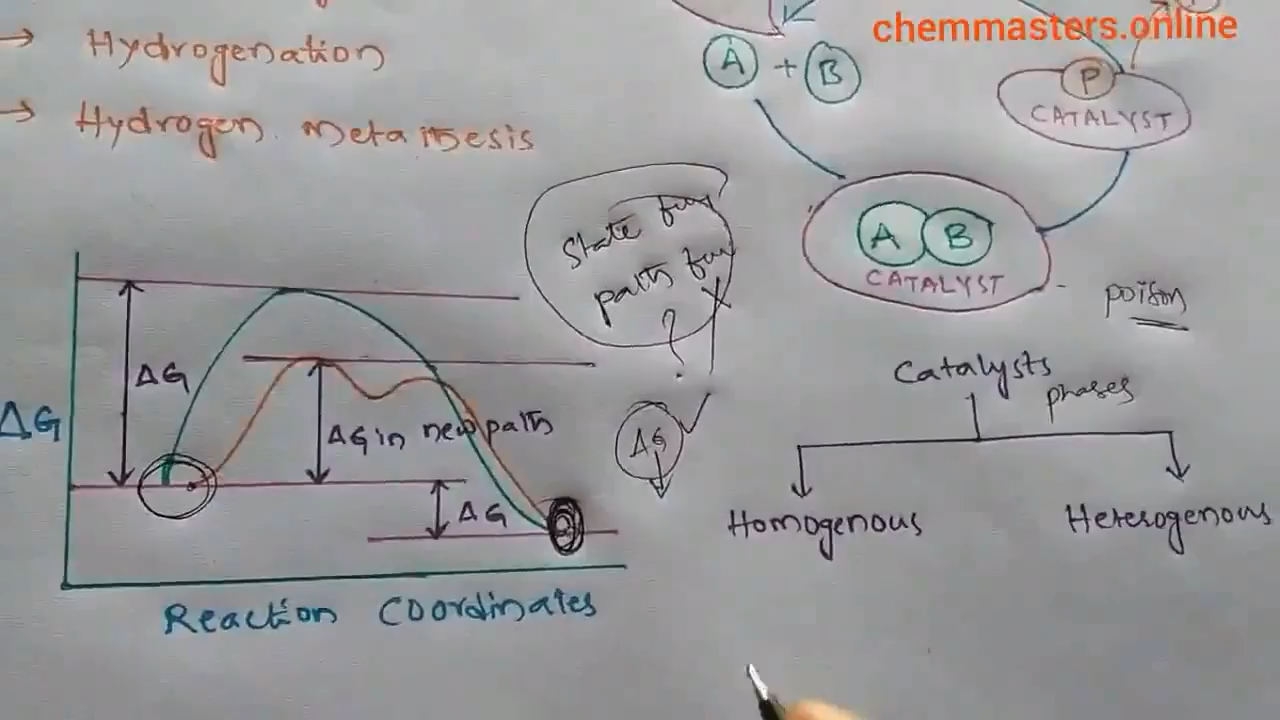 chemmasters.online
→ Hydrogenation
→ Hydrogen metathesis
A + B
P
CATALYST
A B
CATALYST
poison
State fun
path fun
?
ΔG
ΔG
ΔG
ΔG in new path
ΔG
Reaction Coordinates
Catalysts
phases
Homogenous
Heterogenous